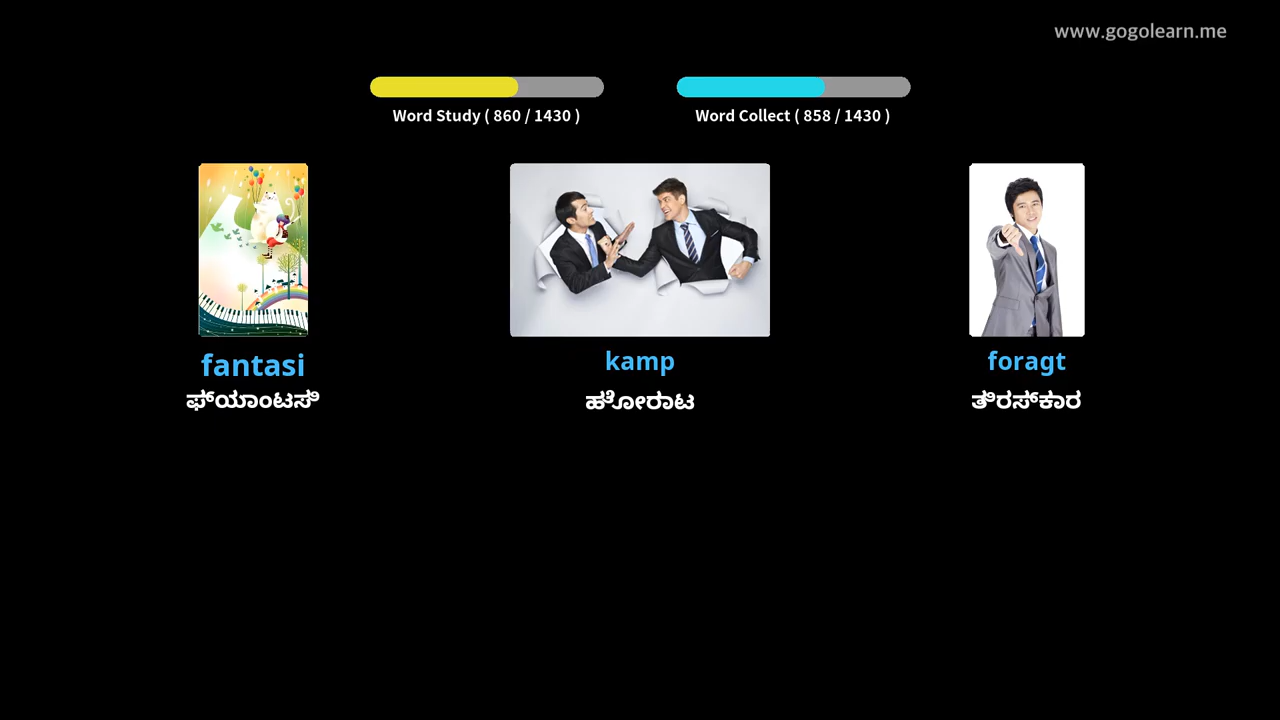 www.gogolearn.me
Word Study ( 860 / 1430 )
Word Collect ( 858 / 1430 )
fantasi
kamp
foragt
ಫ್ಯಾಂಟಸಿ
ಹೋರಾಟ
ತಿರಸ್ಕಾರ